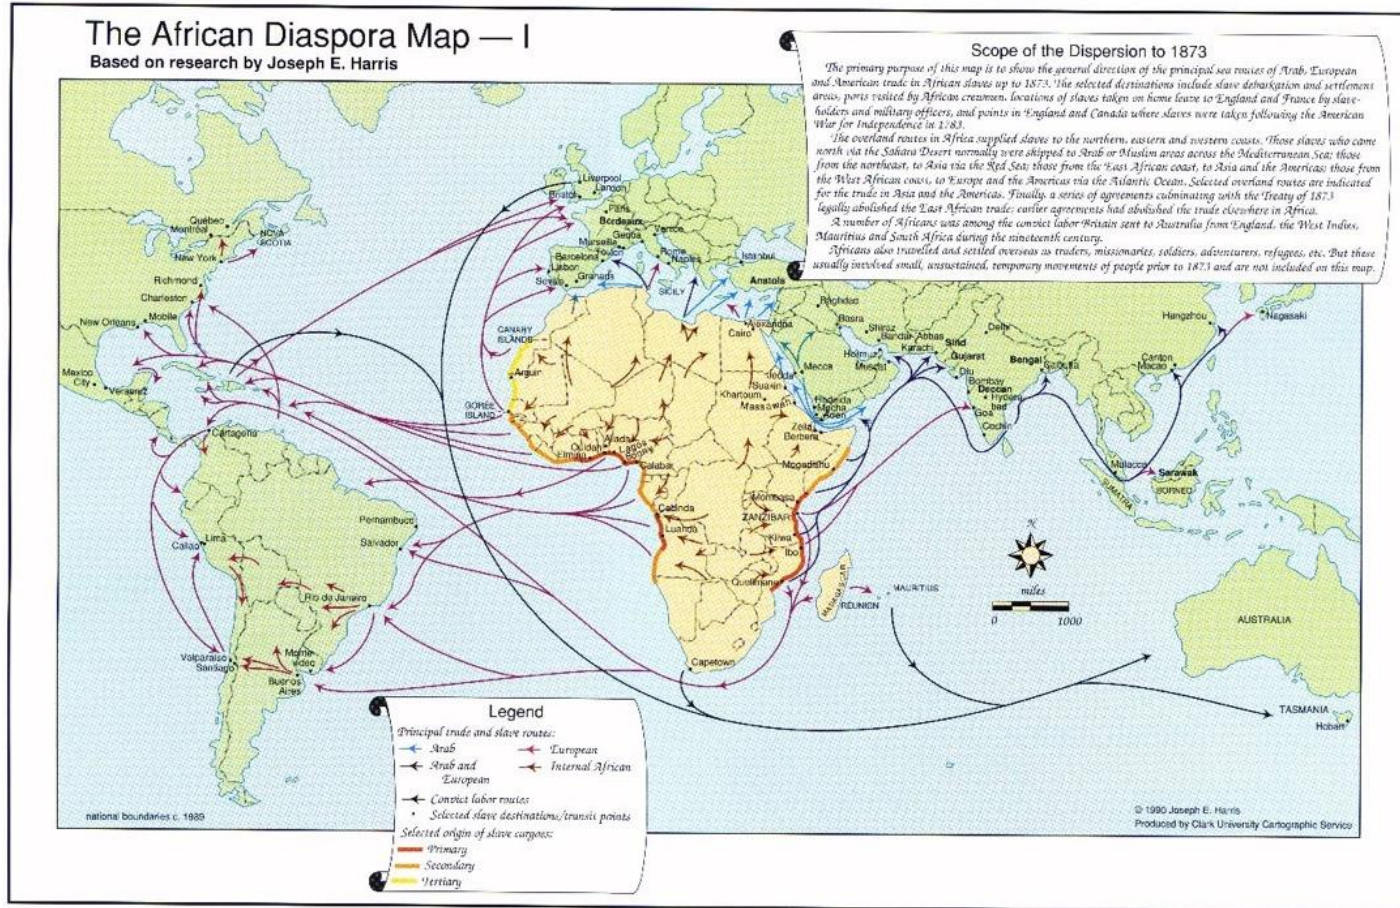 The African Diaspora Map — I
Based on research by Joseph E. Harris
Scope of the Dispersion to 1873
The primary purpose of this map is to show the general direction of the principal sea routes of Arab, European
and American trade in African slaves up to 1873. The selected destinations include slave debarkation and settlement
areas, ports visited by African crewmen, locations of slaves taken on home leave to England and France by slave-
holders and military officers, and points in England and Canada where slaves were taken following the American
War for Independence in 1783.
The overland routes in Africa supplied slaves to the northern, eastern and western coasts. Those slaves who came
north via the Sahara Desert normally were shipped to Arab or Muslim areas across the Mediterranean Sea; those
from the northeast, to Asia via the Red Sea; those from the East African coast, to Asia and the Americas; those from
the West African coast, to Europe and the Americas via the Atlantic Ocean. Selected overland routes are indicated
for the trade in Asia and the Americas. Finally, a series of agreements culminating with the Treaty of 1873
legally abolished the East African trade; earlier agreements had abolished the trade elsewhere in Africa.
A number of Africans was among the convict labor Britain sent to Australia from England, the West Indies,
Mauritius and South Africa during the nineteenth century.
Africans also travelled and settled overseas as traders, missionaries, soldiers, adventurers, refugees, etc. But these
usually involved small, unsustained, temporary movements of people prior to 1873 and are not included on this map.
Liverpool
London
Bristol
Paris
Bordeaux
Québec
Montréal
NOVA
SCOTIA
New York
Marseille
Toulon
Genoa
Venice
Rome
Naples
Barcelona
Lisbon
Granada
Seville
SICILY
Istanbul
Anatolia
Richmond
Charleston
Mobile
New Orleans
Mexico
City
Veracruz
CANARY
ISLANDS
Arguin
GORÉE
ISLAND
Cartagena
Alexandria
Cairo
Baghdad
Basra
Shiraz
Bandar-Abbas
Hormuz
Muscat
Karachi
Sind
Gujarat
Delhi
Bengal
Calcutta
Diu
Bombay
Deccan
Hydera
bad
Goa
Cochin
Hangzhou
Nagasaki
Canton
Macao
Mecca
Jedda
Suakin
Khartoum
Massawah
Hodeida
Mocha
Aden
Zeila
Berbera
Mogadishu
Ouidah
Allada
Lagos
Bonny
Elmina
Calabar
Cabinda
Luanda
Mombasa
ZANZIBAR
Kilwa
Ibo
Quelimane
MADAGASCAR
RÉUNION
MAURITIUS
Malacca
SUMATRA
Sarawak
BORNEO
Pernambuco
Salvador
Lima
Callao
Rio de Janeiro
Valparaiso
Santiago
Monte-
video
Buenos
Aires
Capetown
N
miles
0 1000
AUSTRALIA
TASMANIA
Hobart
Legend
Principal trade and slave routes:
Arab European
Arab and Internal African
European
Convict labor routes
Selected slave destinations/transit points
Selected origin of slave cargoes:
Primary
Secondary
Tertiary
national boundaries c. 1989
© 1990 Joseph E. Harris
Produced by Clark University Cartographic Service